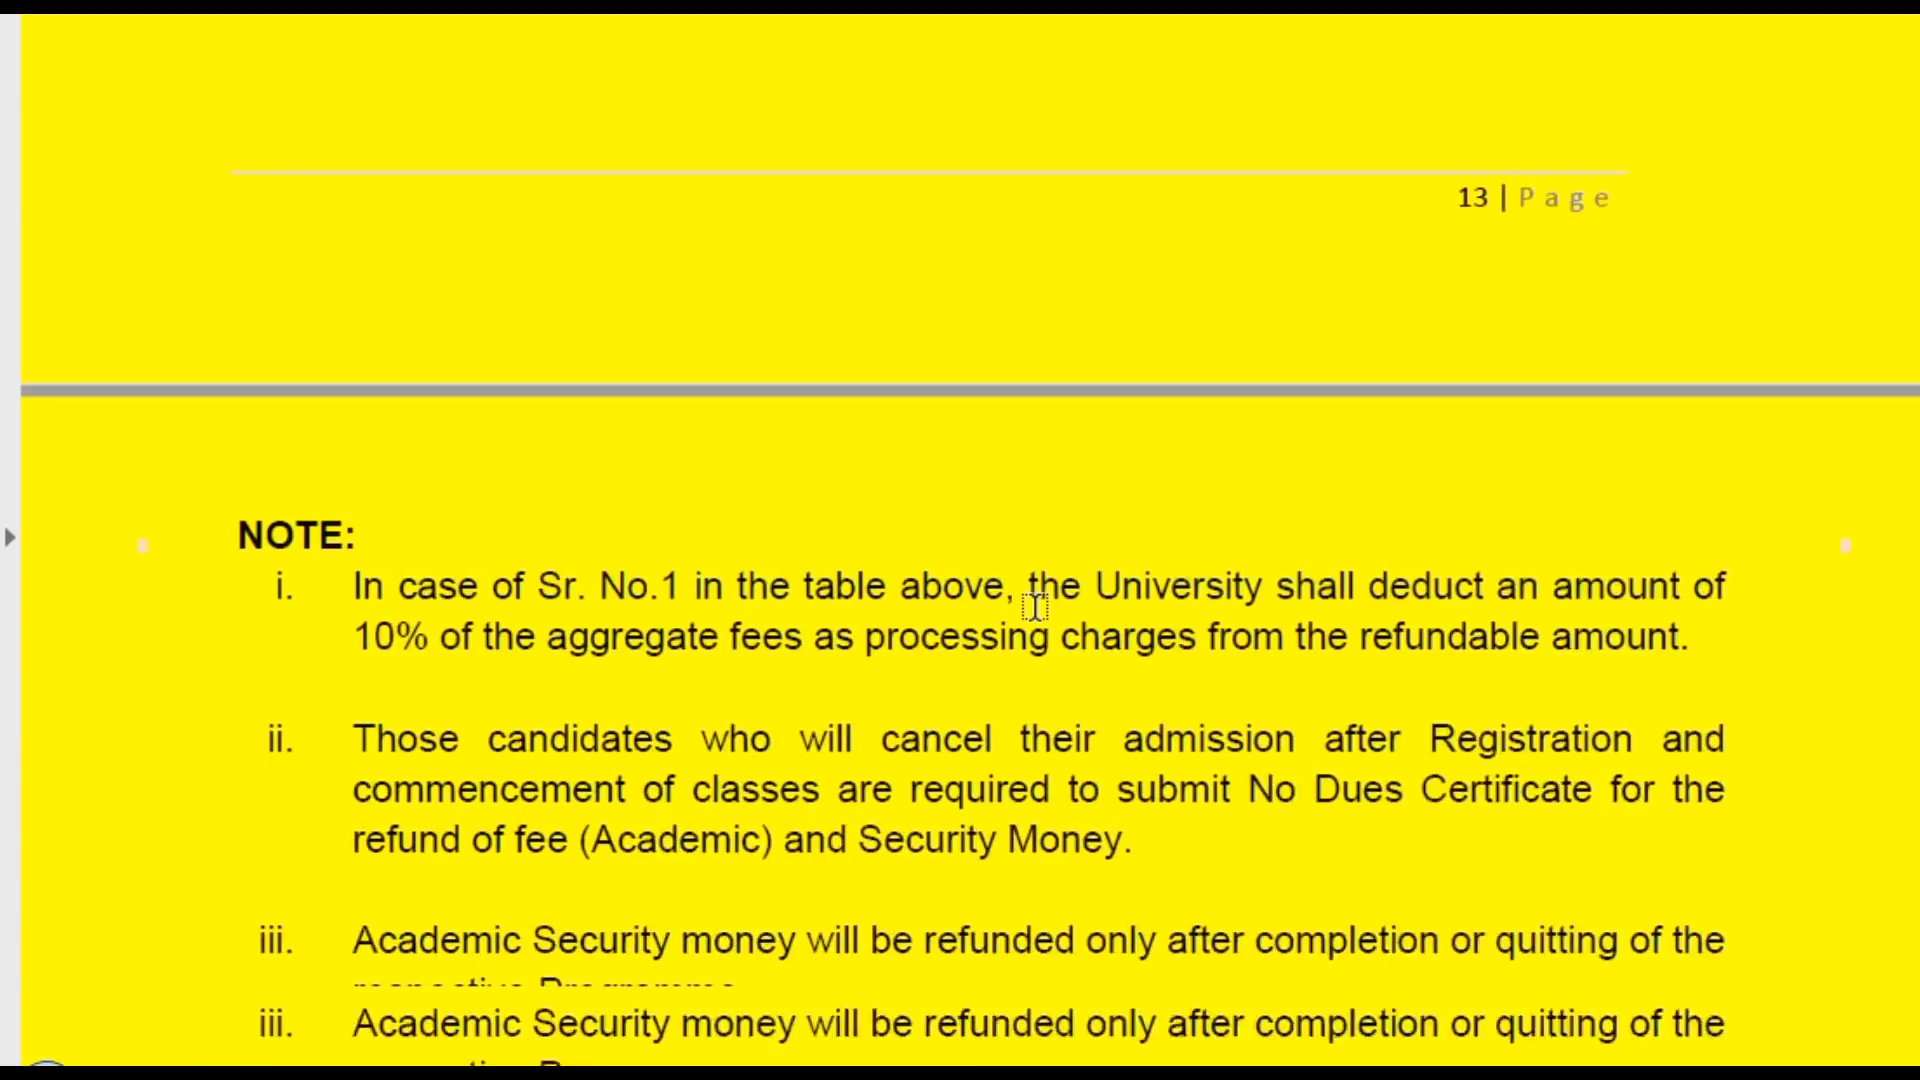 13 | Page
NOTE:
i. In case of Sr. No.1 in the table above, the University shall deduct an amount of
10% of the aggregate fees as processing charges from the refundable amount.
ii. Those candidates who will cancel their admission after Registration and
commencement of classes are required to submit No Dues Certificate for the
refund of fee (Academic) and Security Money.
iii. Academic Security money will be refunded only after completion or quitting of the
iii. Academic Security money will be refunded only after completion or quitting of the